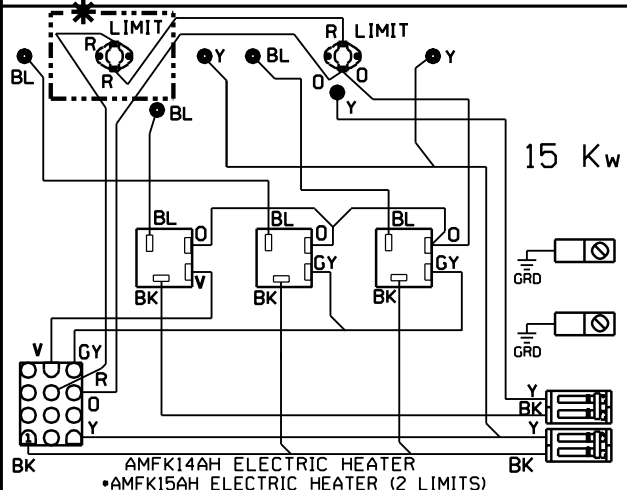 LIMIT
R
R
BL
Y
BL
R LIMIT
O
O
Y
Y
BL
15 Kw
BL
O
V
BK
BL
O
GY
BK
BL
O
GY
BK
GRD
GRD
V
GY
R
O
Y
1
BK
Y
BK
Y
BK
AMFK14AH ELECTRIC HEATER
*AMFK15AH ELECTRIC HEATER (2 LIMITS)